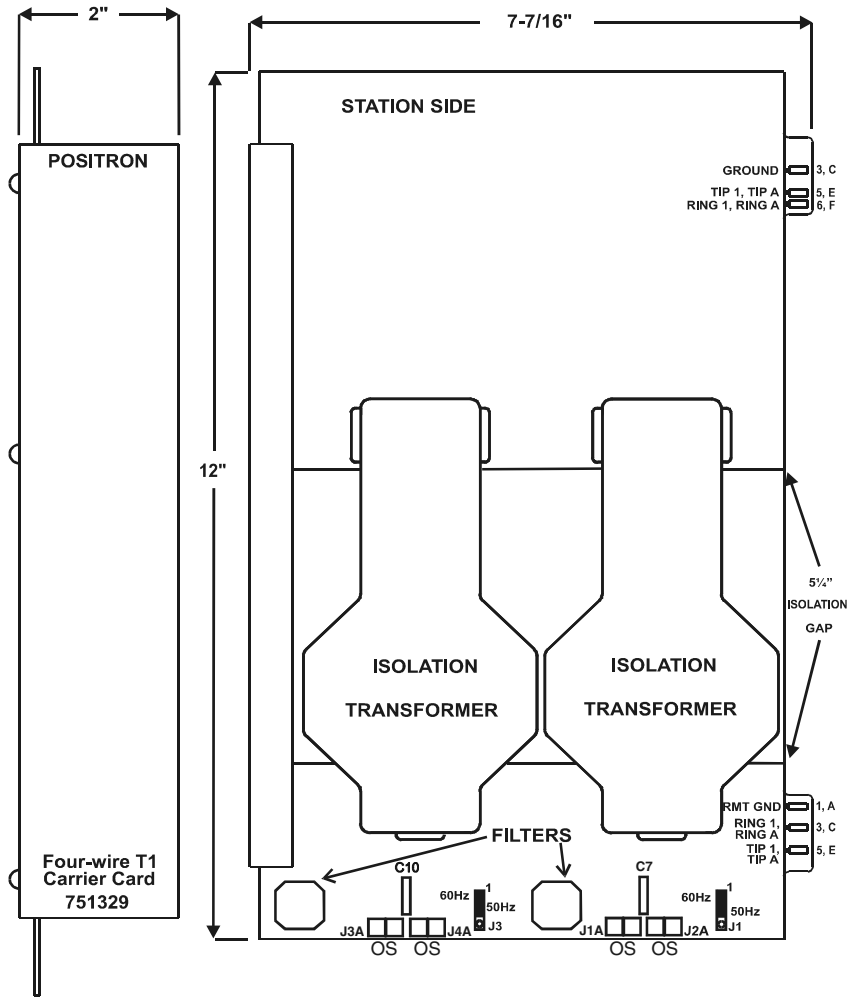 2"
7-7/16"
POSITRON
STATION SIDE
GROUND
3, C
TIP 1, TIP A
5, E
RING 1, RING A
6, F
12"
5¼”
ISOLATION
GAP
ISOLATION
TRANSFORMER
ISOLATION
TRANSFORMER
RMT GND
1, A
RING 1,
RING A
3, C
TIP 1,
TIP A
5, E
FILTERS
Four-wire T1
Carrier Card
751329
C10
60Hz
1
50Hz
J3A
J4A
J3
OS
OS
C7
60Hz
1
50Hz
J1A
J2A
J1
OS
OS